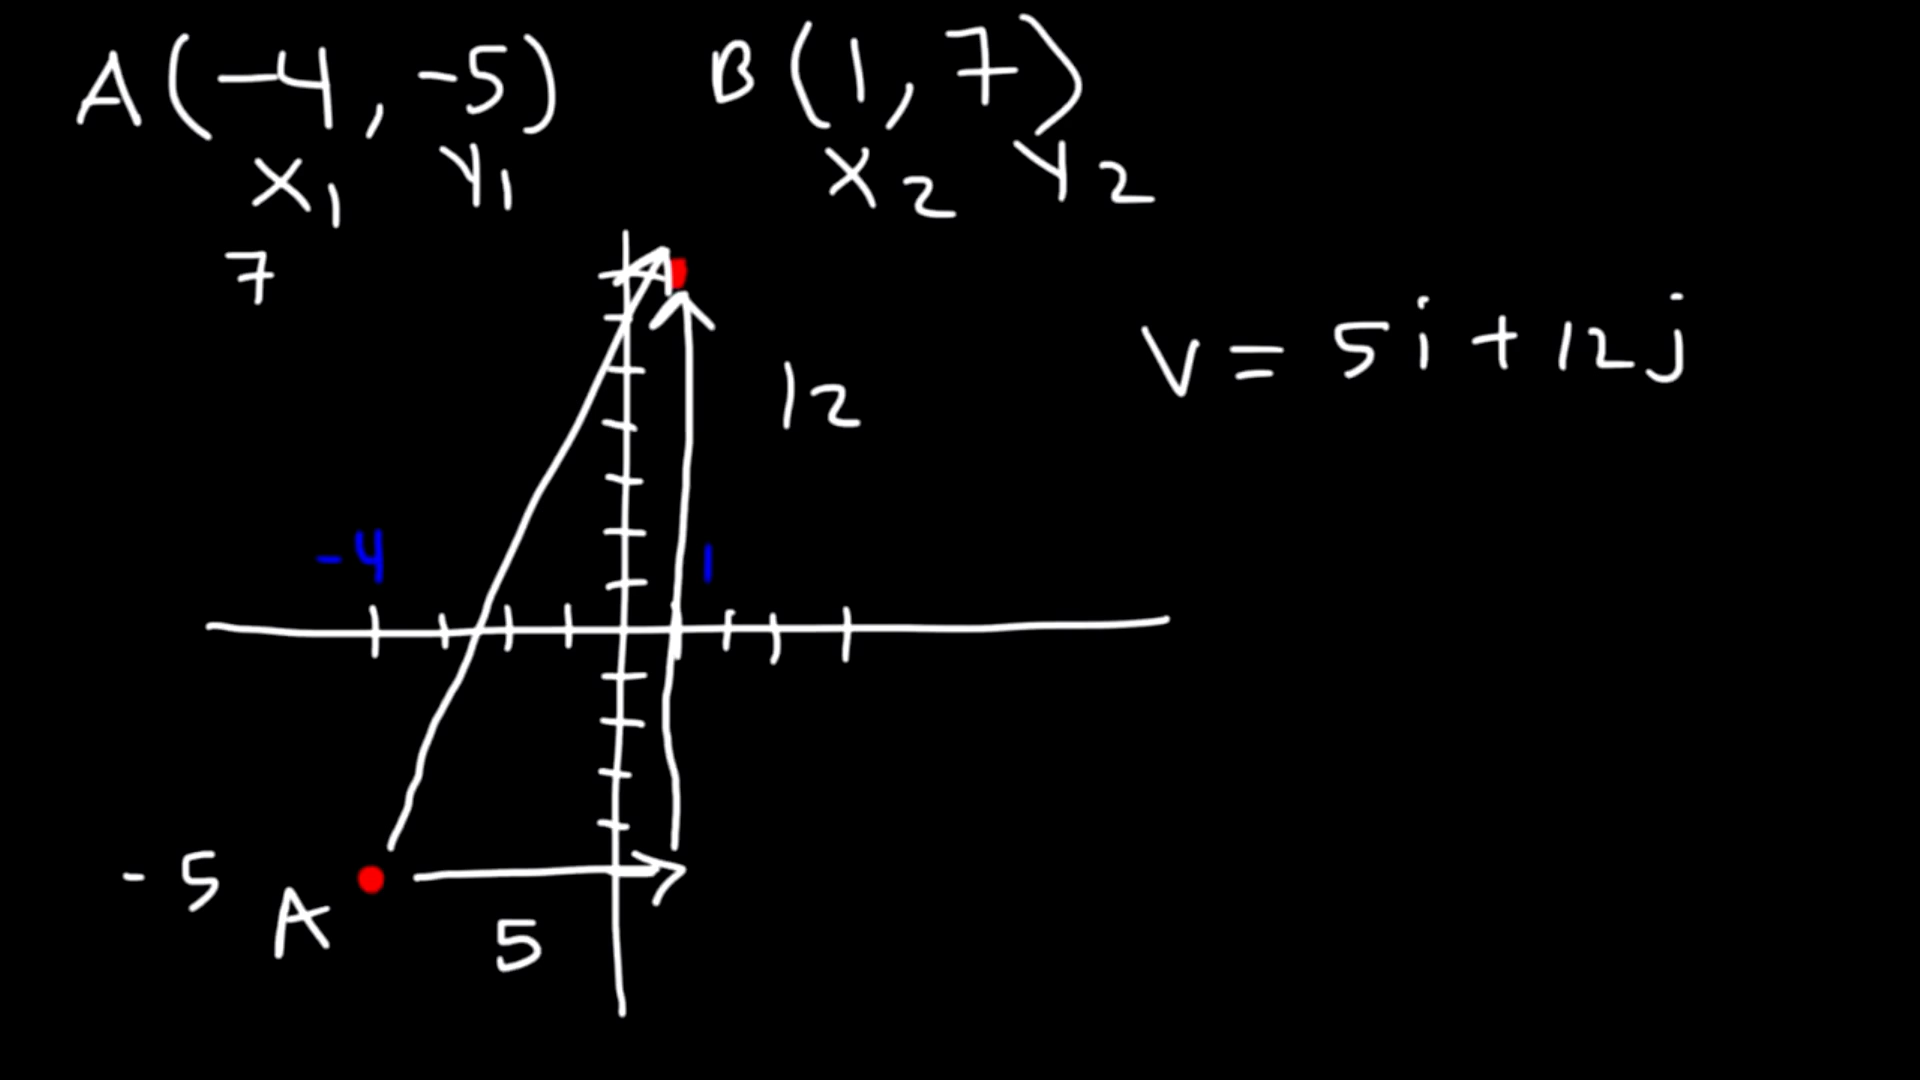 A(-4, -5) B(1, 7)
x₁ y₁ x₂ y₂
7
v = 5i + 12j
12
-4 1
-5 A
5